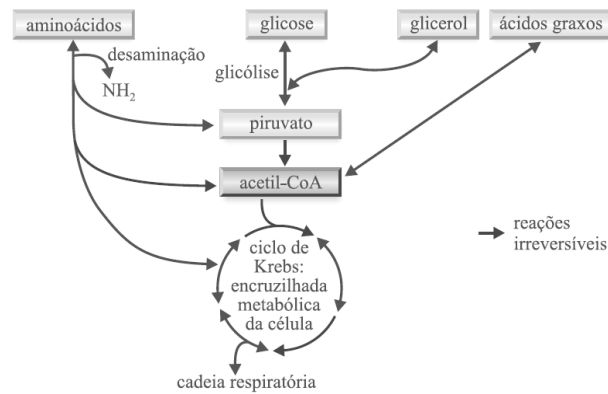 aminoácidos
glicose
glicerol
ácidos graxos
desaminação
NH₂
glicólise
piruvato
acetil-CoA
ciclo de
Krebs:
encruzilhada
metabólica
da célula
reações
irreversíveis
cadeia respiratória